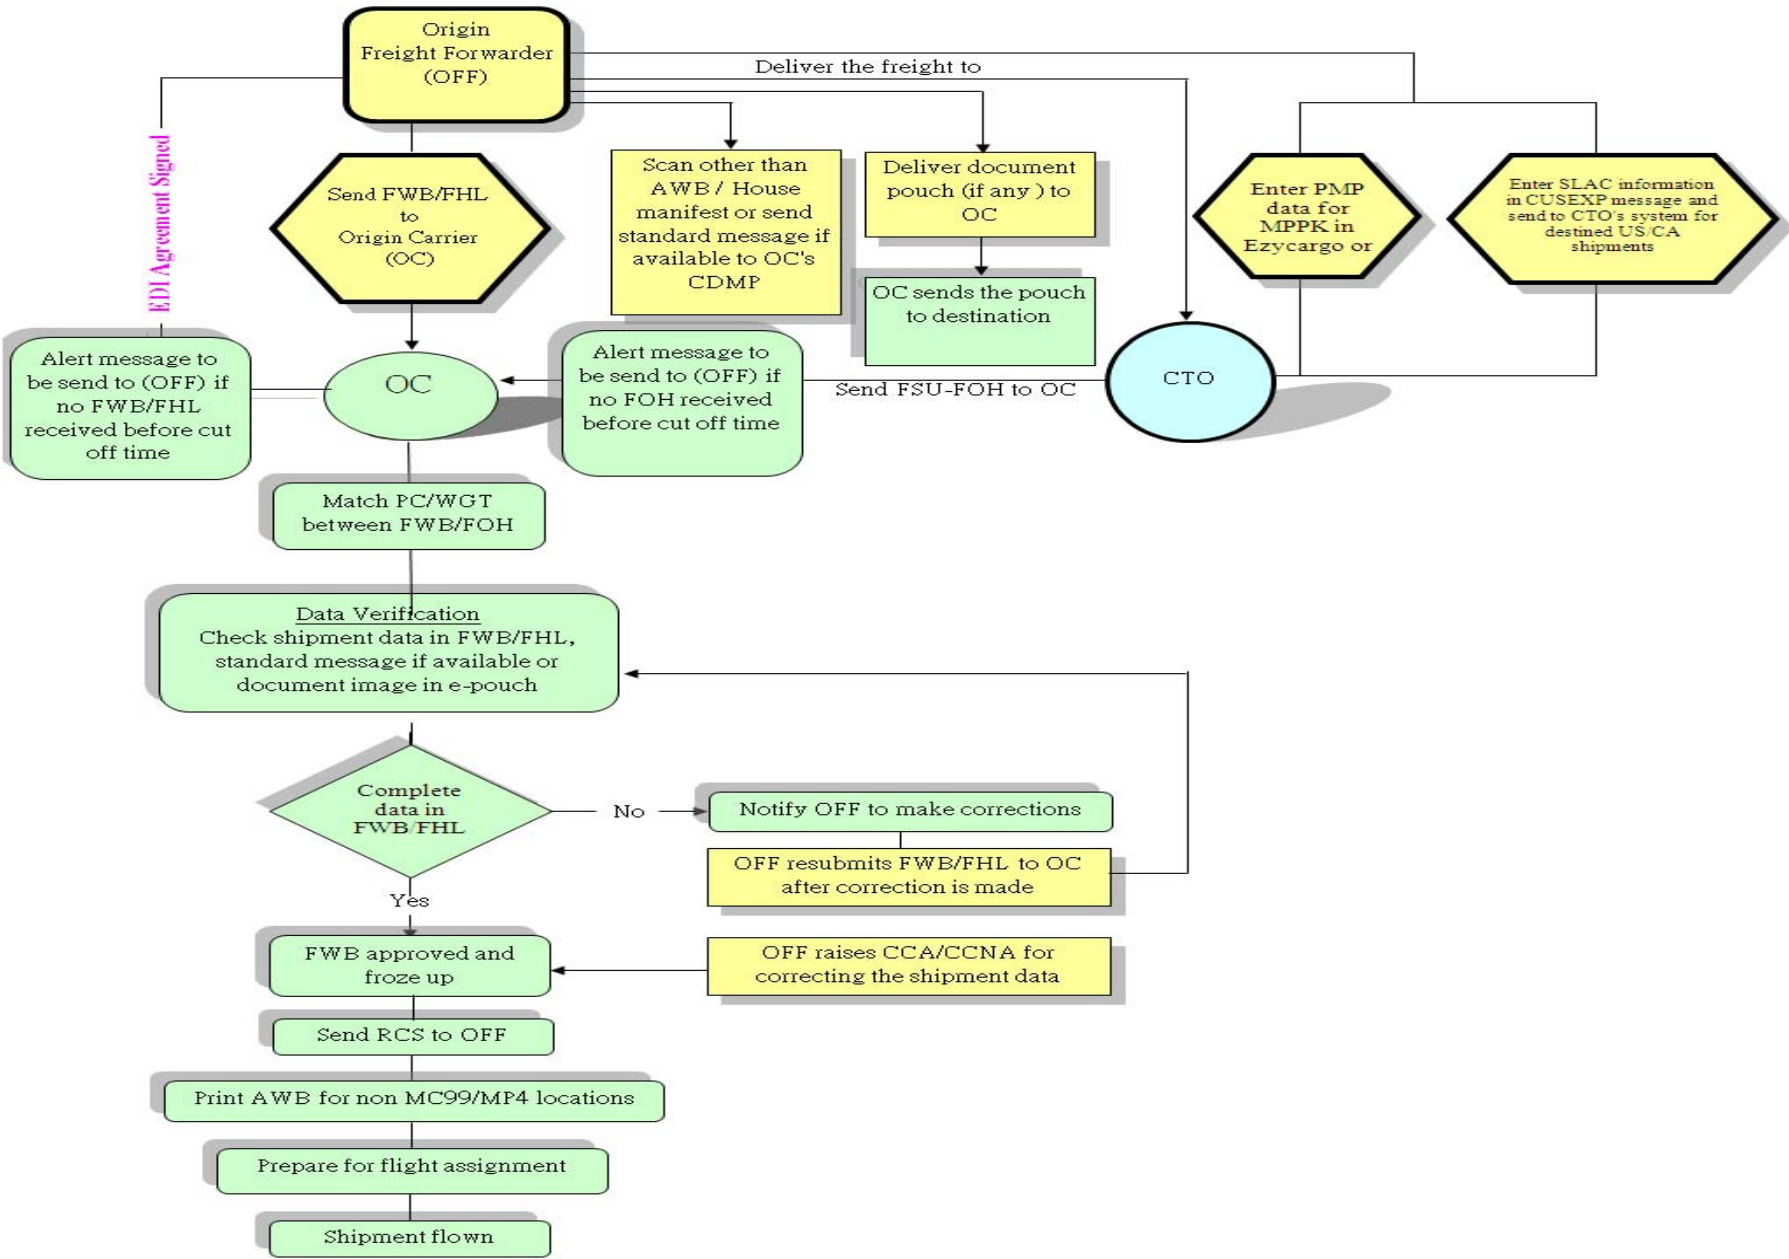 Origin
Freight Forwarder
(OFF)
Deliver the freight to
EDI Agreement Signed
Send FWB/FHL
to
Origin Carrier
(OC)
Scan other than
AWB / House
manifest or send
standard message if
available to OC's
CDMP
Deliver document
pouch (if any ) to
OC
OC sends the pouch
to destination
Enter PMP
data for
MPPK in
Ezycargo or
Enter SLAC information
in CUSEXP message and
send to CTO's system for
destined US/CA
shipments
Alert message to
be send to (OFF) if
no FWB/FHL
received before cut
off time
OC
Alert message to
be send to (OFF) if
no FOH received
before cut off time
Send FSU-FOH to OC
CTO
Match PC/WGT
between FWB/FOH
Data Verification
Check shipment data in FWB/FHL,
standard message if available or
document image in e-pouch
Complete
data in
FWB/FHL
No
Notify OFF to make corrections
OFF resubmits FWB/FHL to OC
after correction is made
Yes
FWB approved and
froze up
OFF raises CCA/CCNA for
correcting the shipment data
Send RCS to OFF
Print AWB for non MC99/MP4 locations
Prepare for flight assignment
Shipment flown